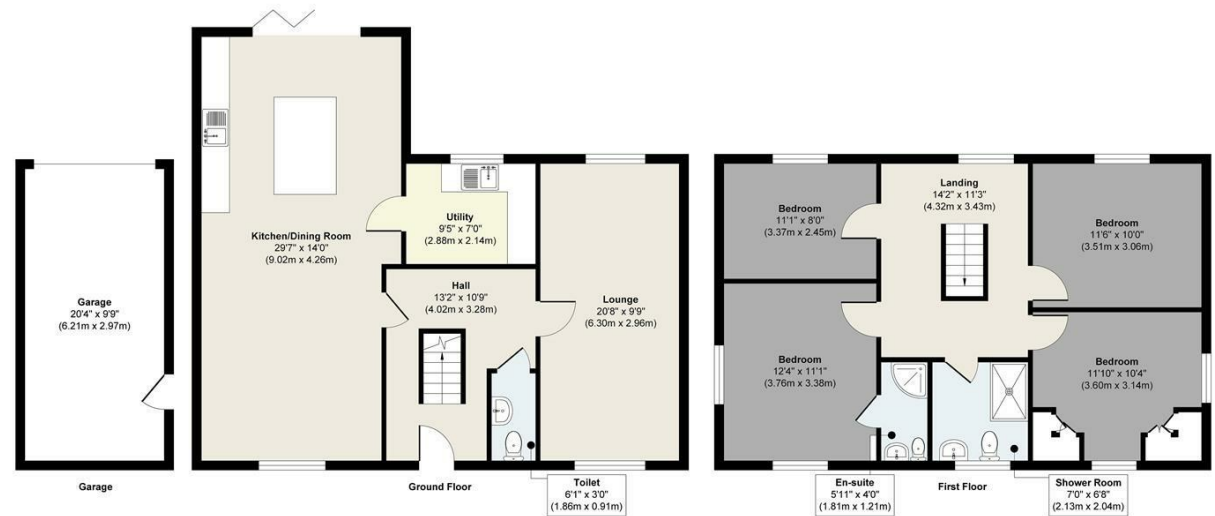 Garage
20'4" x 9'9"
(6.21m x 2.97m)
Garage
Kitchen/Dining Room
29'7" x 14'0"
(9.02m x 4.26m)
Utility
9'5" x 7'0"
(2.88m x 2.14m)
Hall
13'2" x 10'9"
(4.02m x 3.28m)
Lounge
20'8" x 9'9"
(6.30m x 2.96m)
Ground Floor
Toilet
6'1" x 3'0"
(1.86m x 0.91m)
Bedroom
11'1" x 8'0"
(3.37m x 2.45m)
Landing
14'2" x 11'3"
(4.32m x 3.43m)
Bedroom
11'6" x 10'0"
(3.51m x 3.06m)
Bedroom
12'4" x 11'1"
(3.76m x 3.38m)
Bedroom
11'10" x 10'4"
(3.60m x 3.14m)
En-suite
5'11" x 4'0"
(1.81m x 1.21m)
First Floor
Shower Room
7'0" x 6'8"
(2.13m x 2.04m)